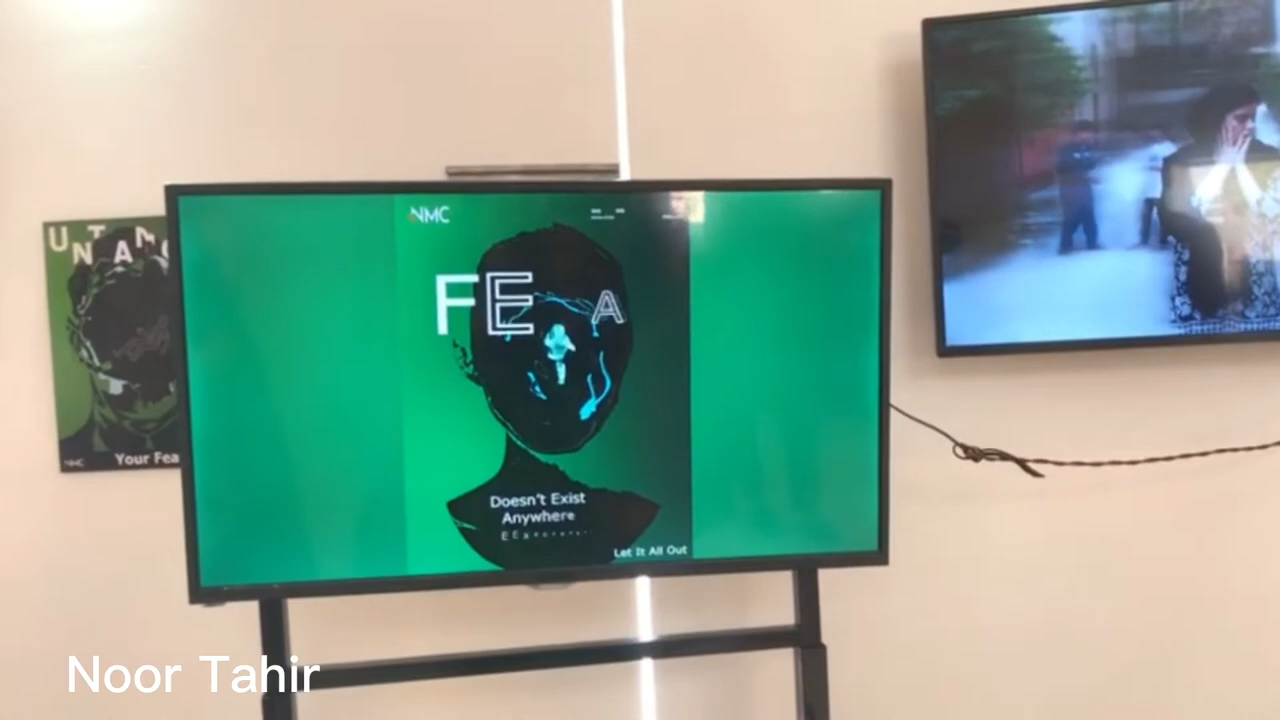 UNTANG
NMC
Your Fea
NMC
FE A
Doesn't Exist
Anywhere
Let It All Out
Noor Tahir